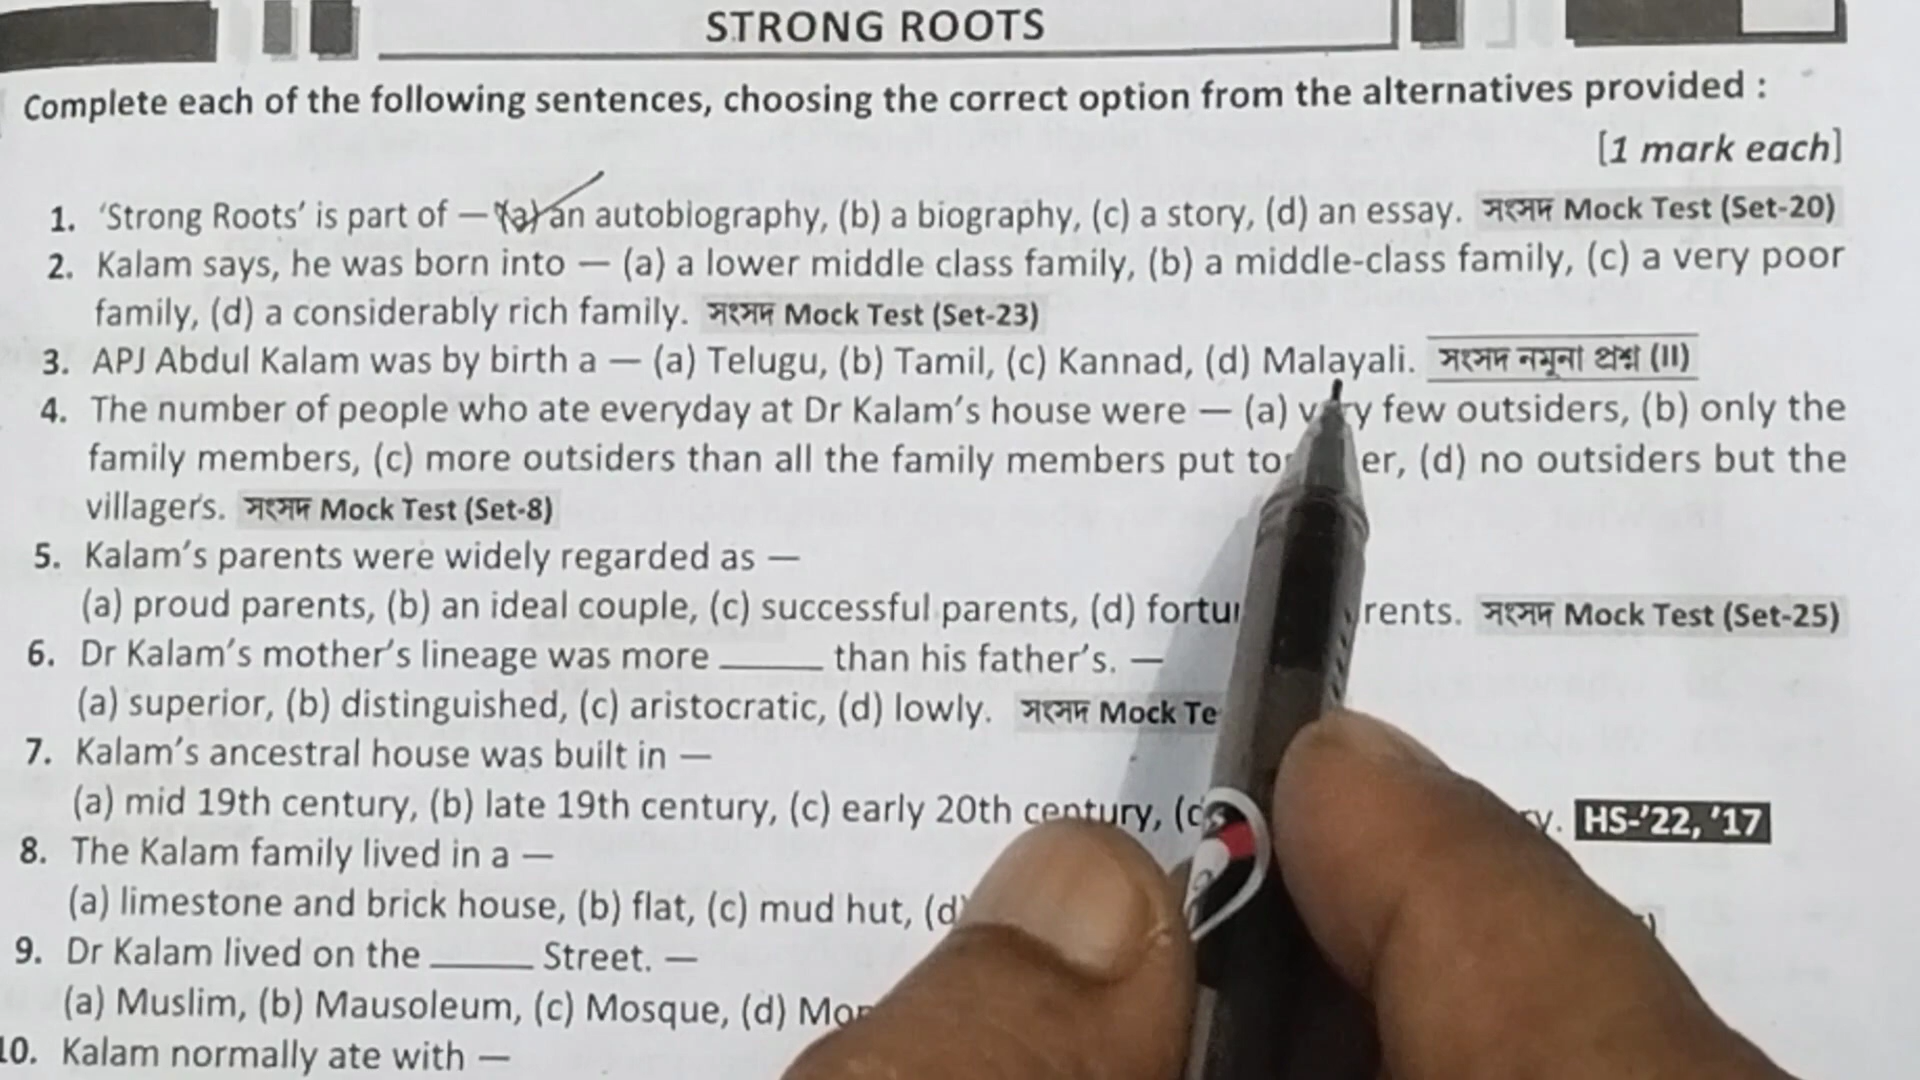 STRONG ROOTS
Complete each of the following sentences, choosing the correct option from the alternatives provided :
[1 mark each]
1. ‘Strong Roots’ is part of — (a) an autobiography, (b) a biography, (c) a story, (d) an essay. সংসদ Mock Test (Set-20)
2. Kalam says, he was born into — (a) a lower middle class family, (b) a middle-class family, (c) a very poor
family, (d) a considerably rich family. সংসদ Mock Test (Set-23)
3. APJ Abdul Kalam was by birth a — (a) Telugu, (b) Tamil, (c) Kannad, (d) Malayali. সংসদ নমুনা প্রশ্ন (II)
4. The number of people who ate everyday at Dr Kalam’s house were — (a) very few outsiders, (b) only the
family members, (c) more outsiders than all the family members put er, (d) no outsiders but the
villagers. সংসদ Mock Test (Set-8)
5. Kalam’s parents were widely regarded as —
(a) proud parents, (b) an ideal couple, (c) successful parents, (d) rents. সংসদ Mock Test (Set-25)
6. Dr Kalam’s mother’s lineage was more ______ than his father’s. —
(a) superior, (b) distinguished, (c) aristocratic, (d) lowly. সংসদ Mock Te
7. Kalam’s ancestral house was built in —
(a) mid 19th century, (b) late 19th century, (c) early 20th century, HS-’22, ’17
8. The Kalam family lived in a —
(a) limestone and brick house, (b) flat, (c) mud hut, (d)
9. Dr Kalam lived on the ______ Street. —
(a) Muslim, (b) Mausoleum, (c) Mosque, (d)
10. Kalam normally ate with —